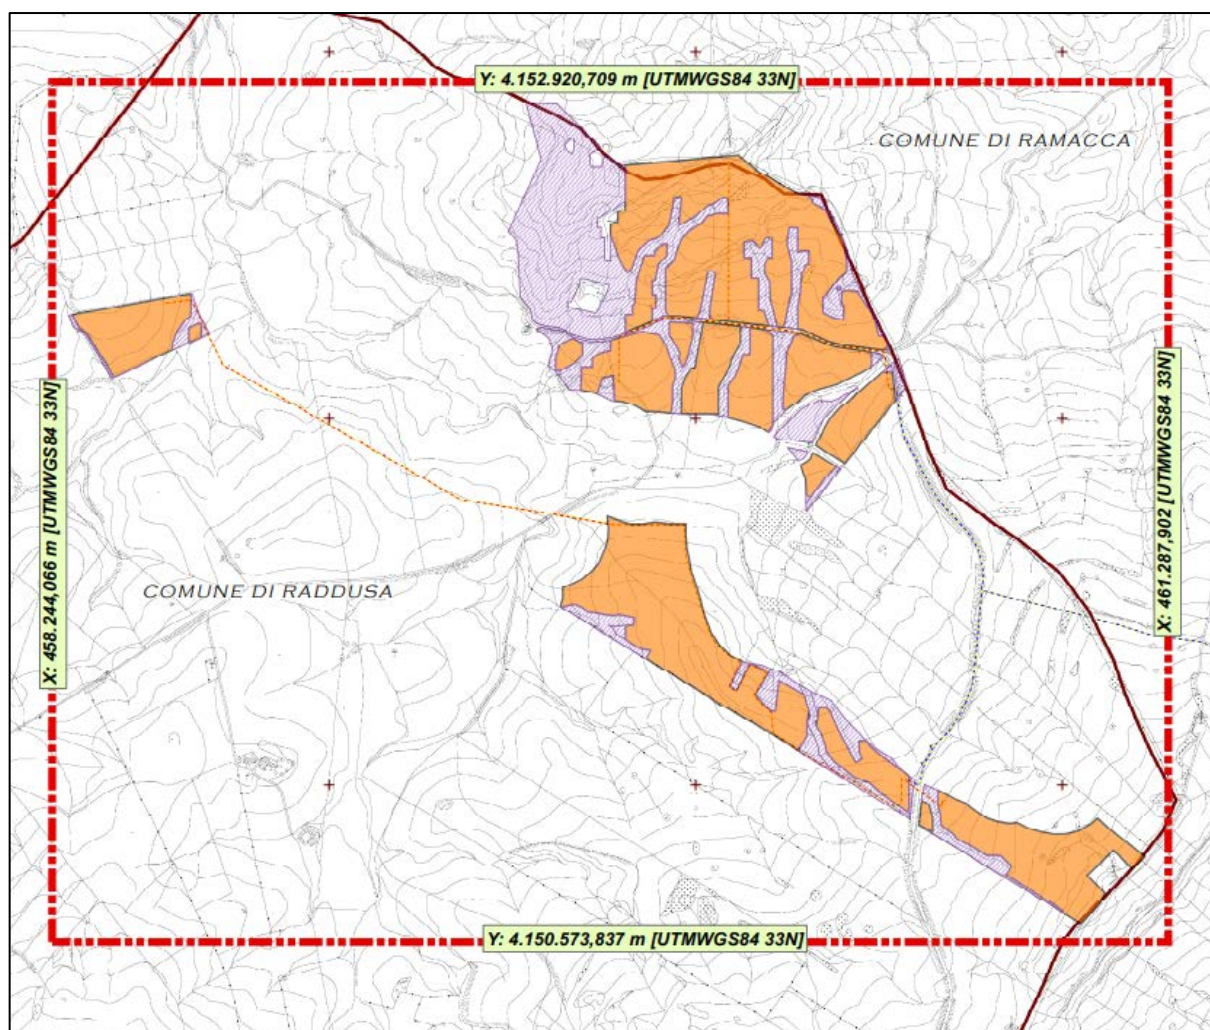 Y: 4.152.920,709 m [UTMWGS84 33N]
COMUNE DI RAMACCA
X: 458.244,066 m [UTMWGS84 33N]
X: 461.287,902 m [UTMWGS84 33N]
COMUNE DI RADDUSA
Y: 4.150.573,837 m [UTMWGS84 33N]